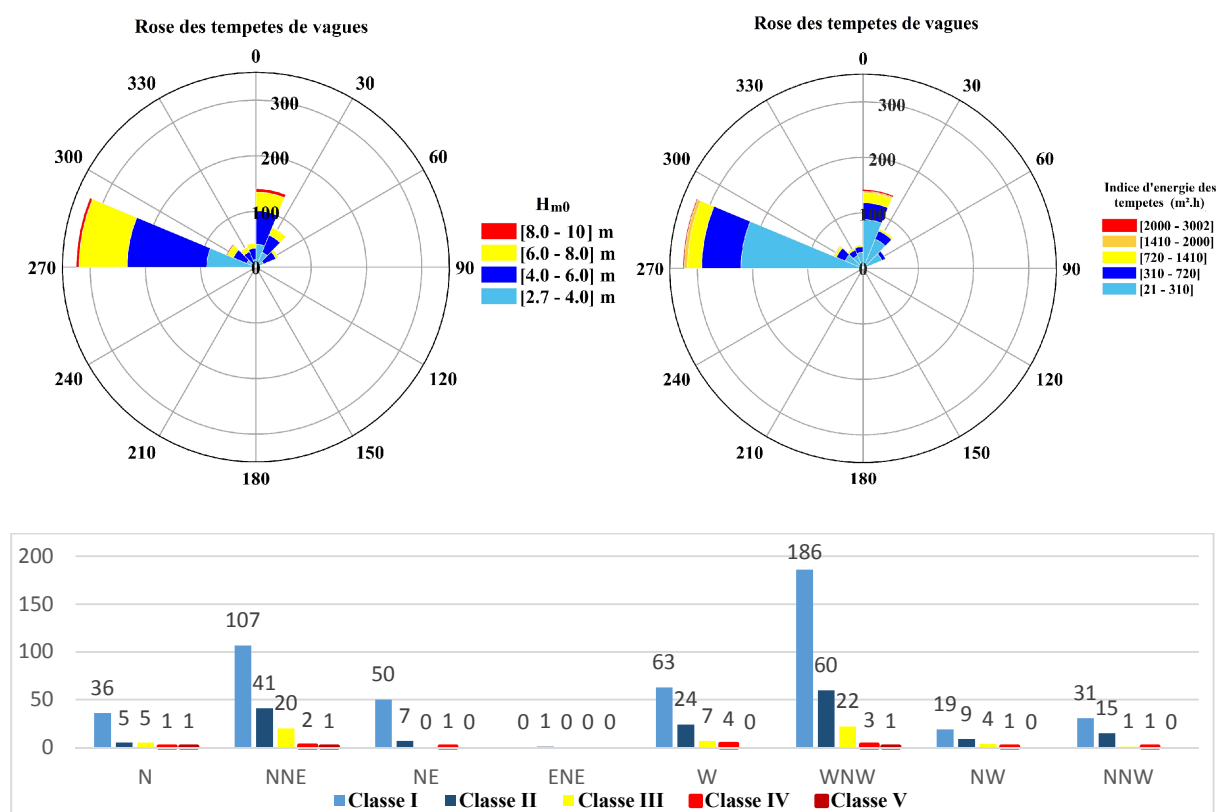 Rose des tempetes de vagues
0
30
60
90
120
150
180
210
240
270
300
330
300
200
100
0
H_m0
[8.0 - 10] m
[6.0 - 8.0] m
[4.0 - 6.0] m
[2.7 - 4.0] m
Rose des tempetes de vagues
0
30
60
90
120
150
180
210
240
270
300
330
300
200
100
0
Indice d'energie des
tempetes (m².h)
[2000 - 3002]
[1410 - 2000]
[720 - 1410]
[310 - 720]
[21 - 310]
200
150
100
50
0
36 5 5 1 1
107 41 20 2 1
50 7 0 1 0
0 1 0 0 0
63 24 7 4 0
186 60 22 3 1
19 9 4 1 0
31 15 1 1 0
N NNE NE ENE W WNW NW NNW
Classe I Classe II Classe III Classe IV Classe V